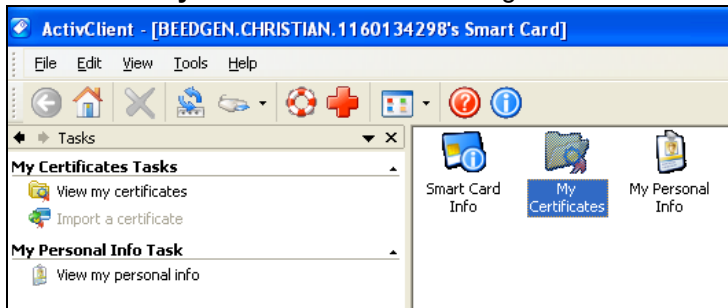 ActivClient - [BEEDGEN.CHRISTIAN.1160134298's Smart Card]
File Edit View Tools Help
Tasks
My Certificates Tasks
View my certificates
Import a certificate
My Personal Info Task
View my personal info
Smart Card
Info
My
Certificates
My Personal
Info